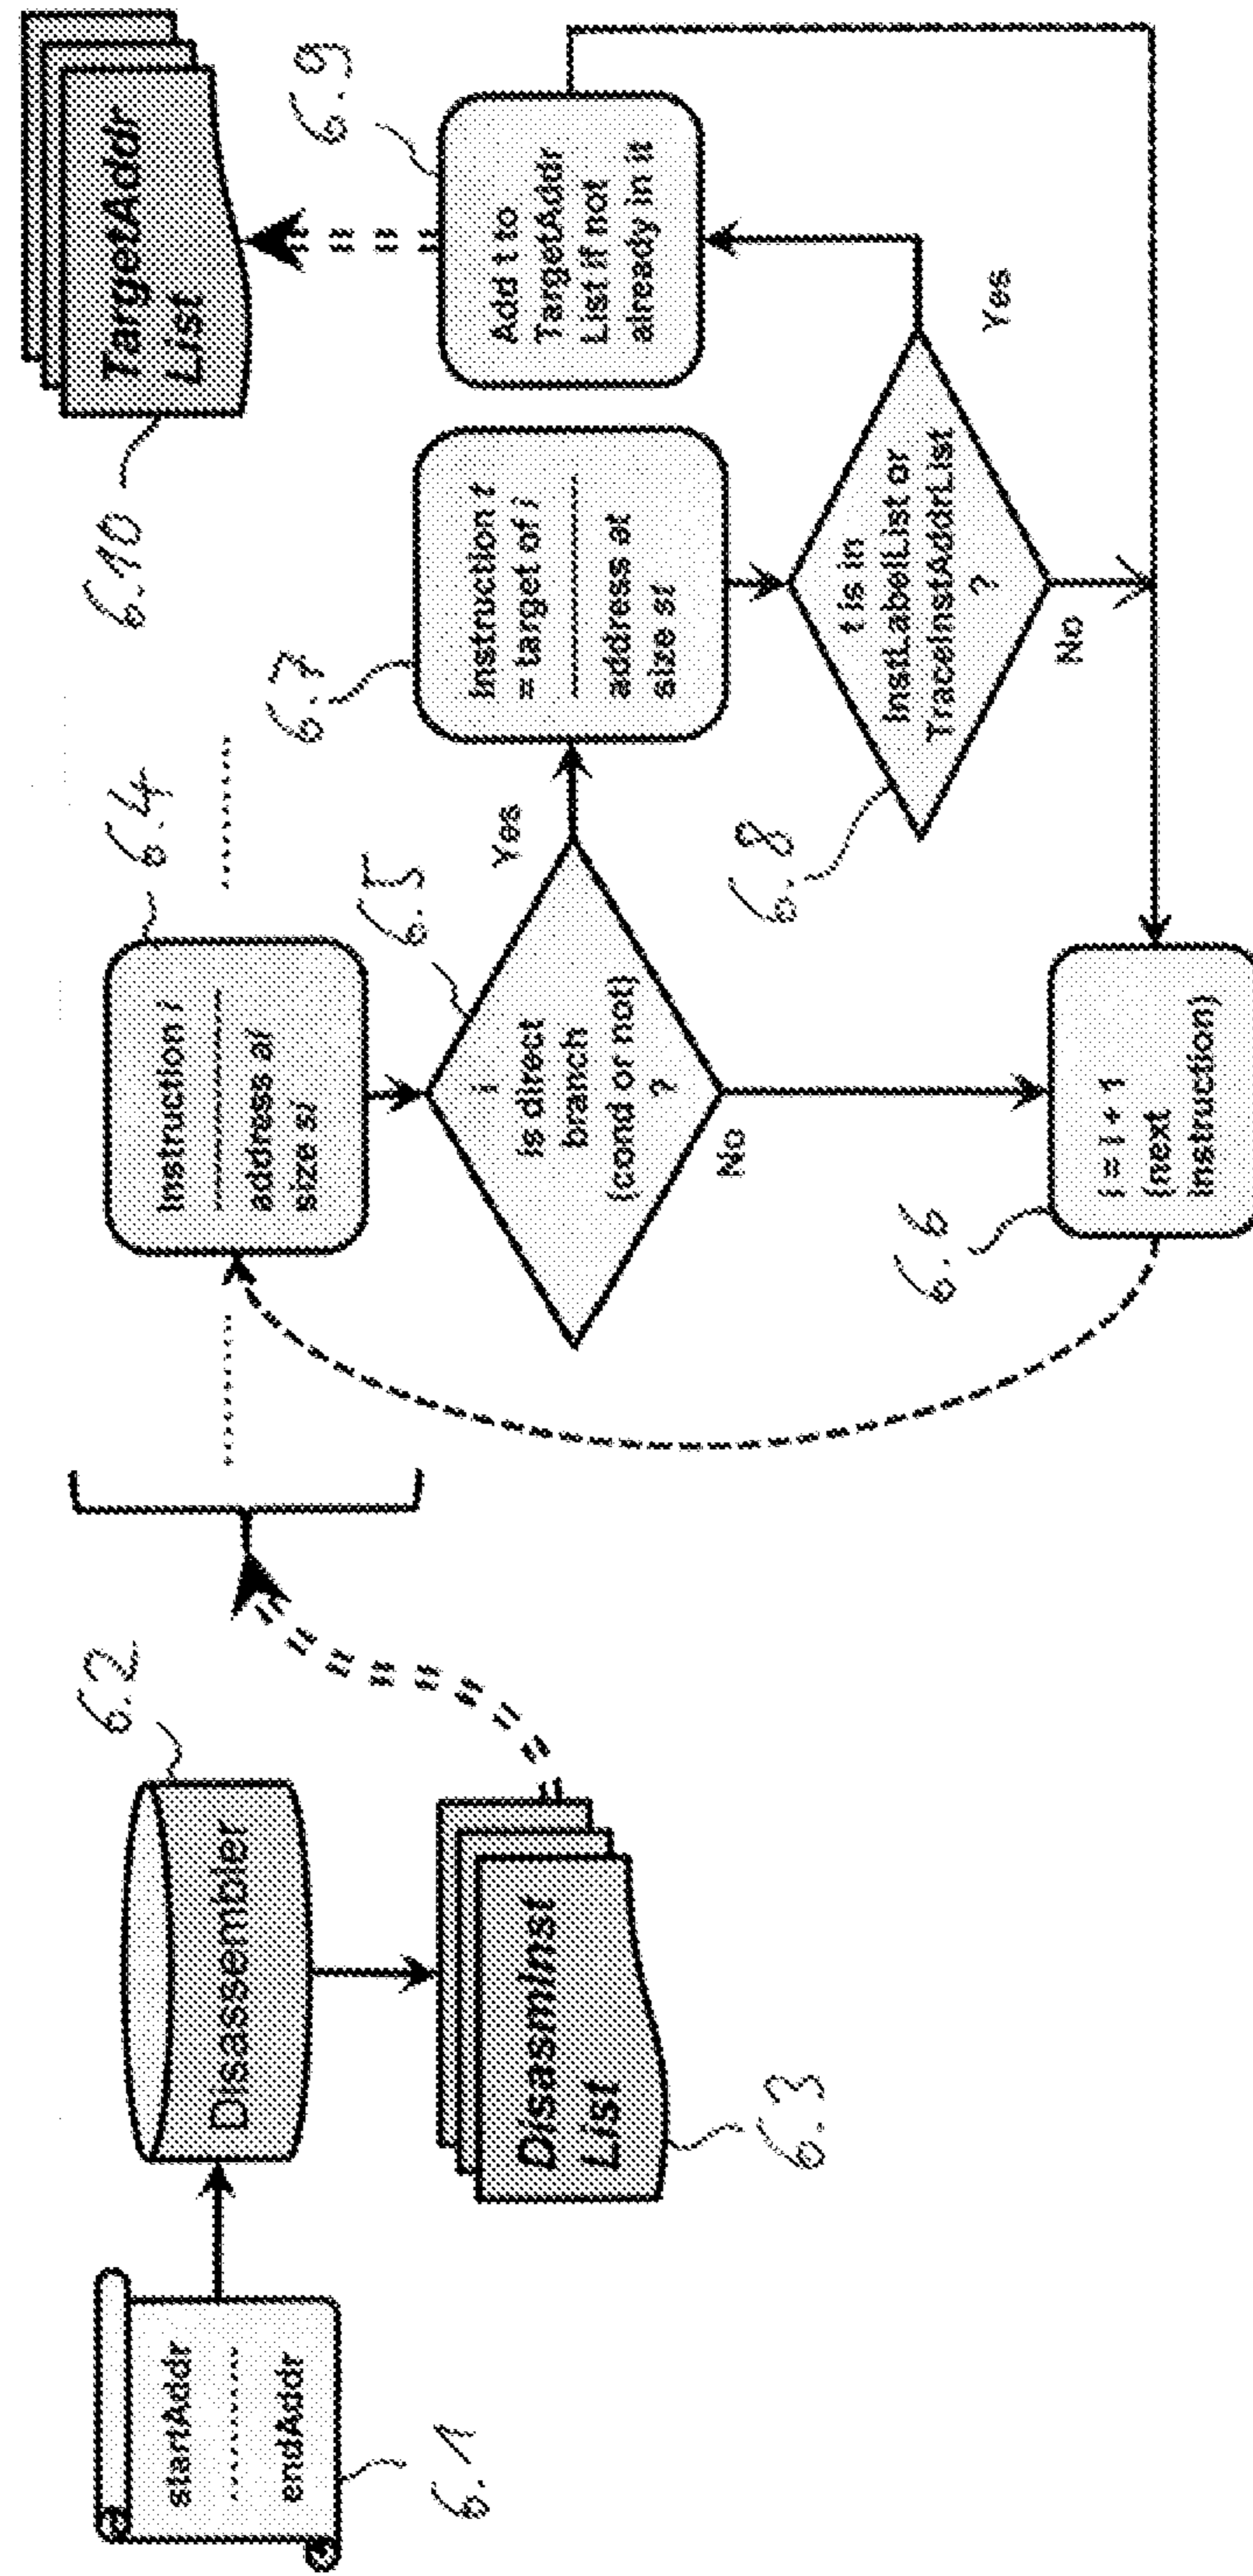 startAddr
endAddr
6.1
Disassembler
6.2
DisasmInst
List
6.3
Instruction i
address ai
size si
6.4
i
is direct
branch
(cond or not)
?
6.5
Yes
No
i = i + 1
(next
instruction)
6.6
Instruction t
= target of i
address at
size st
6.7
t is in
InstLabelList or
TraceInstAddrList
?
6.8
Yes
No
Add t to
TargetAddr
List if not
already in it
6.9
TargetAddr
List
6.10